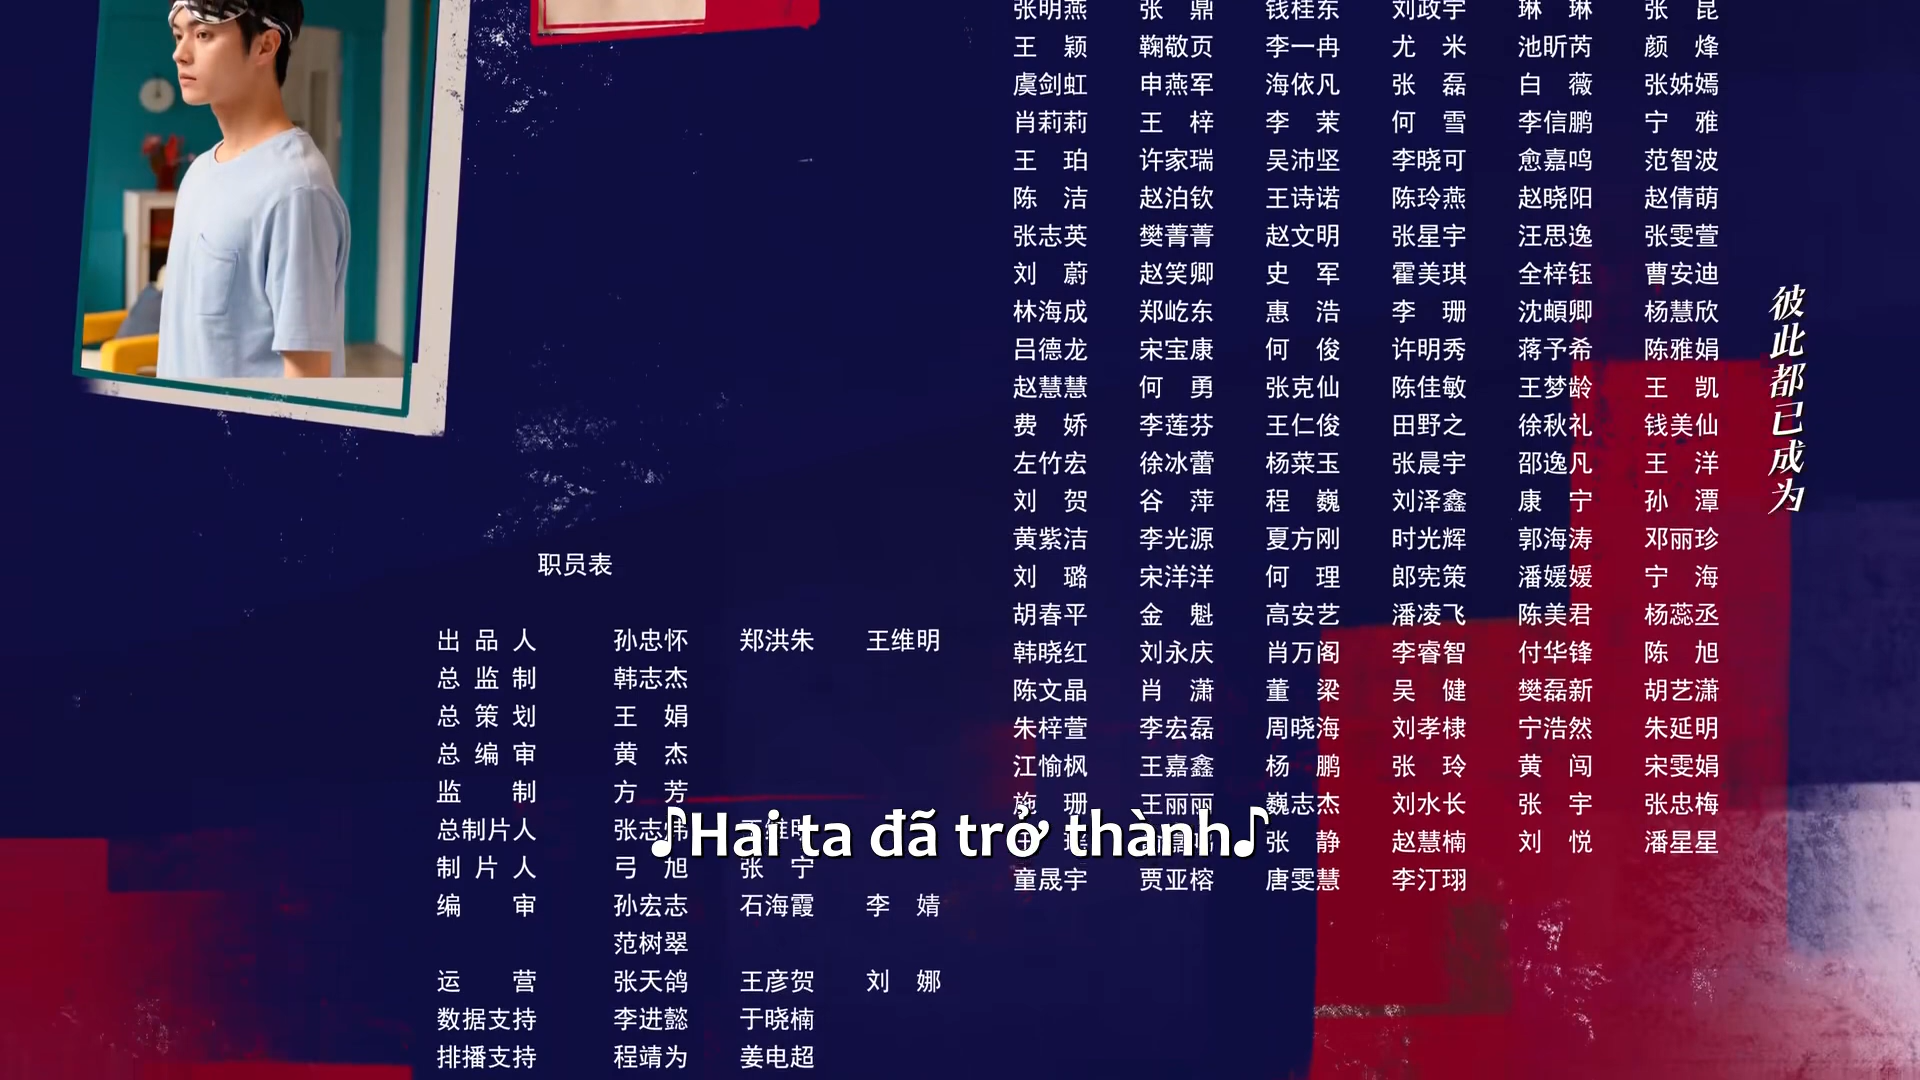 张明燕 张 鼎 钱桂东 刘政宇 琳 琳 张 昆
王 颖 鞠敬页 李一冉 尤 米 池昕芮 颜 烽
虞剑虹 申燕军 海依凡 张 磊 白 薇 张姊嫣
肖莉莉 王 梓 李 茉 何 雪 李信鹏 宁 雅
王 珀 许家瑞 吴沛坚 李晓可 愈嘉鸣 范智波
陈 洁 赵泊钦 王诗诺 陈玲燕 赵晓阳 赵倩萌
张志英 樊菁菁 赵文明 张星宇 汪思逸 张雯萱
刘 蔚 赵笑卿 史 军 霍美琪 全梓钰 曹安迪
林海成 郑屹东 惠 浩 李 珊 沈頔卿 杨慧欣
吕德龙 宋宝康 何 俊 许明秀 蒋予希 陈雅娟
赵慧慧 何 勇 张克仙 陈佳敏 王梦龄 王 凯
费 娇 李莲芬 王仁俊 田野之 徐秋礼 钱美仙
左竹宏 徐冰蕾 杨菜玉 张晨宇 邵逸凡 王 洋
刘 贺 谷 萍 程 巍 刘泽鑫 康 宁 孙 潭
黄紫洁 李光源 夏方刚 时光辉 郭海涛 邓丽珍
刘 璐 宋洋洋 何 理 郎宪策 潘媛媛 宁 海
胡春平 金 魁 高安艺 潘凌飞 陈美君 杨蕊丞
韩晓红 刘永庆 肖万阁 李睿智 付华锋 陈 旭
陈文晶 肖 潇 董 梁 吴 健 樊磊新 胡艺潇
朱梓萱 李宏磊 周晓海 刘孝棣 宁浩然 朱延明
江愉枫 王嘉鑫 杨 鹏 张 玲 黄 闯 宋雯娟
施 珊 王丽丽 巍志杰 刘水长 张 宇 张忠梅
张 静 赵慧楠 刘 悦 潘星星
童晟宇 贾亚榕 唐雯慧 李汀珝
彼此都已成为
职员表
出品人 孙忠怀 郑洪朱 王维明
总监制 韩志杰
总策划 王 娟
总编审 黄 杰
监 制 方 芳
总制片人 张志
♪Hai ta đã trở thành♪
制片人 弓 旭 张 宁
编 审 孙宏志 石海霞 李 婧
范树翠
运 营 张天鸽 王彦贺 刘 娜
数据支持 李进懿 于晓楠
排播支持 程靖为 姜电超